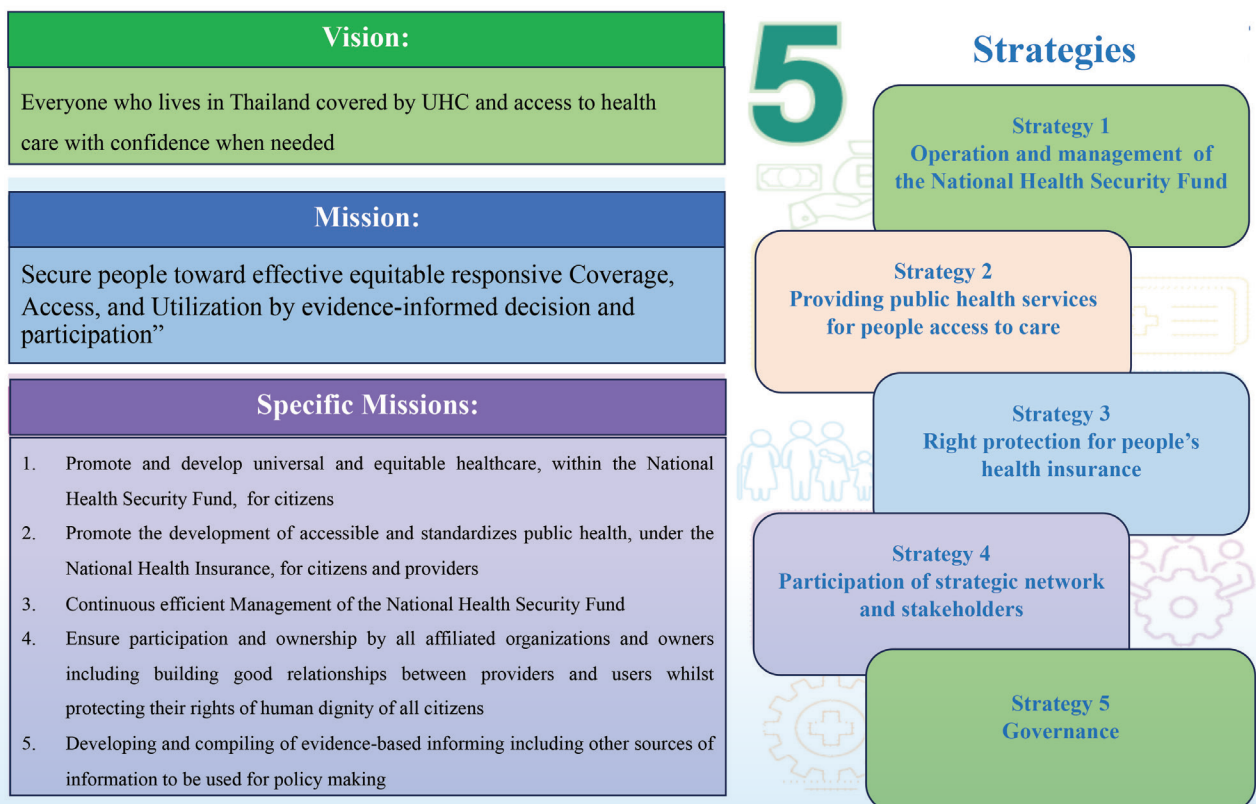 Vision:
Everyone who lives in Thailand covered by UHC and access to health
care with confidence when needed
Mission:
Secure people toward effective equitable responsive Coverage,
Access, and Utilization by evidence-informed decision and
participation”
Specific Missions:
1. Promote and develop universal and equitable healthcare, within the National
Health Security Fund, for citizens
2. Promote the development of accessible and standardizes public health, under the
National Health Insurance, for citizens and providers
3. Continuous efficient Management of the National Health Security Fund
4. Ensure participation and ownership by all affiliated organizations and owners
including building good relationships between providers and users whilst
protecting their rights of human dignity of all citizens
5. Developing and compiling of evidence-based informing including other sources of
information to be used for policy making
5 Strategies
Strategy 1
Operation and management of
the National Health Security Fund
Strategy 2
Providing public health services
for people access to care
Strategy 3
Right protection for people’s
health insurance
Strategy 4
Participation of strategic network
and stakeholders
Strategy 5
Governance